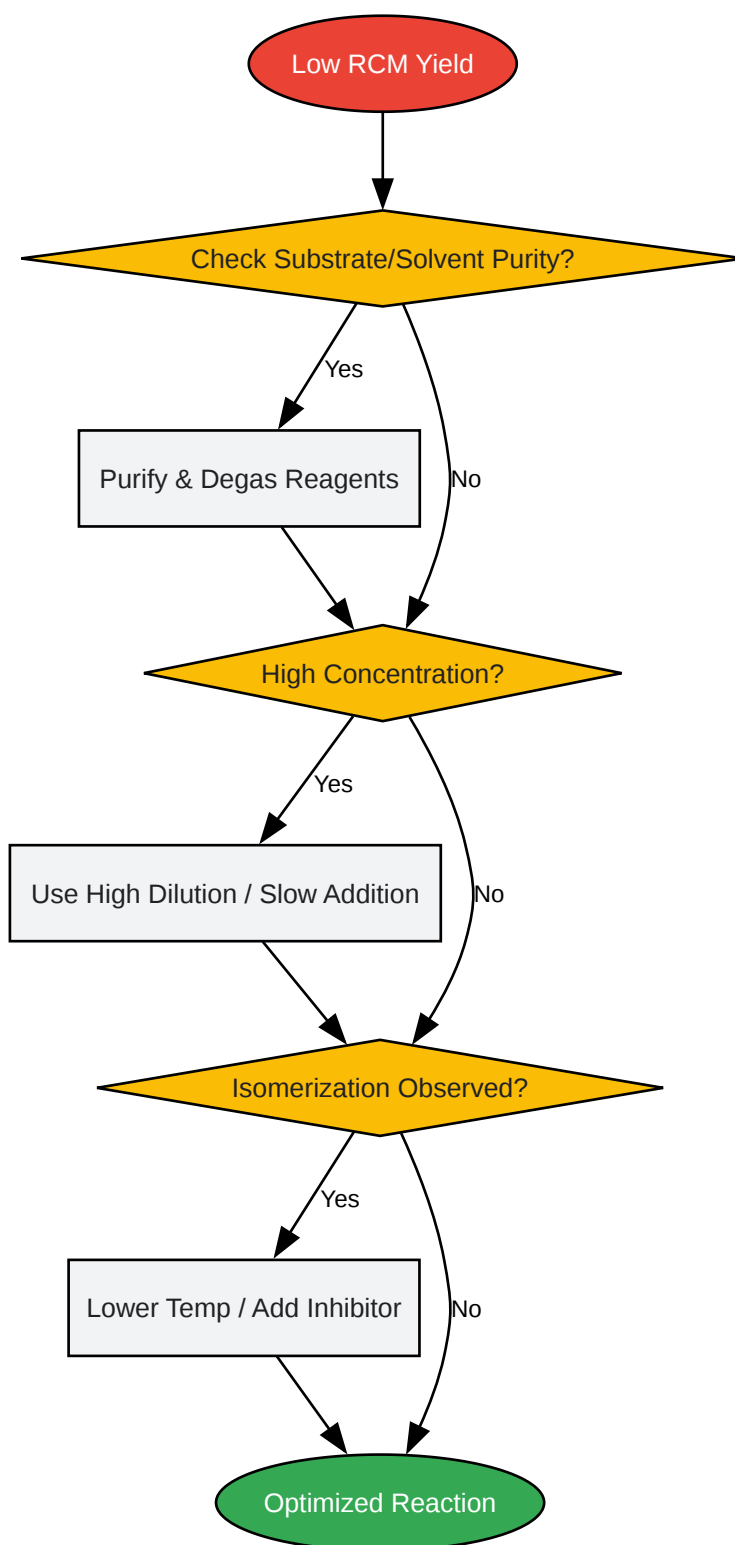 Low RCM Yield
Check Substrate/Solvent Purity?
Yes
Purify & Degas Reagents
No
High Concentration?
Yes
Use High Dilution / Slow Addition
No
Isomerization Observed?
Yes
Lower Temp / Add Inhibitor
No
Optimized Reaction